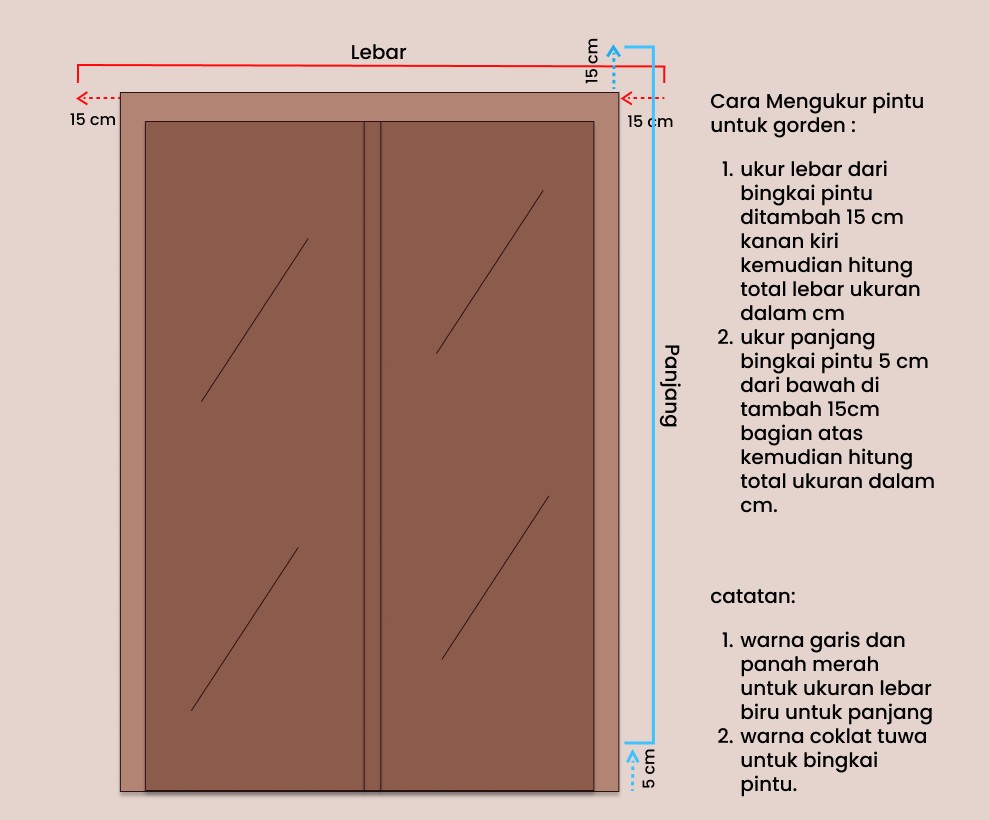 Lebar
15 cm
15 cm
15 cm
Panjang
5 cm
Cara Mengukur pintu
untuk gorden :
1. ukur lebar dari
bingkai pintu
ditambah 15 cm
kanan kiri
kemudian hitung
total lebar ukuran
dalam cm
2. ukur panjang
bingkai pintu 5 cm
dari bawah di
tambah 15cm
bagian atas
kemudian hitung
total ukuran dalam
cm.
catatan:
1. warna garis dan
panah merah
untuk ukuran lebar
biru untuk panjang
2. warna coklat tuwa
untuk bingkai
pintu.